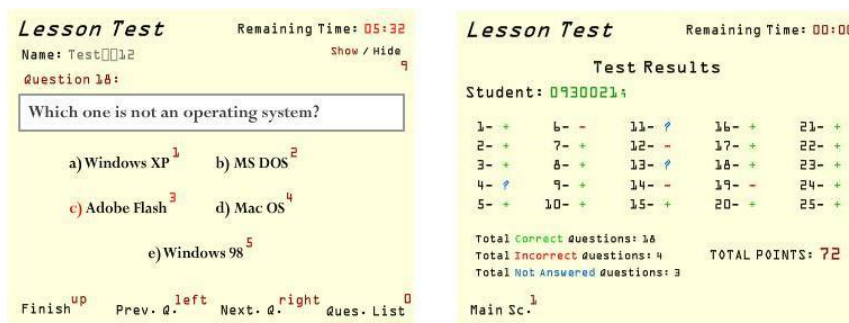 Lesson Test Remaining Time: 05:32
Name: Test▯▯12 Show / Hide
9
Question 18:
Which one is not an operating system?
a) Windows XP 1 b) MS DOS 2
c) Adobe Flash 3 d) Mac OS 4
e) Windows 98 5
Finish up Prev. Q. left Next. Q. right Ques. List 0
Lesson Test Remaining Time: 00:00
Test Results
Student: 0930021
1- + 6- - 11- ? 16- + 21- +
2- + 7- + 12- - 17- + 22- +
3- + 8- + 13- ? 18- + 23- +
4- ? 9- + 14- - 19- - 24- +
5- + 10- + 15- + 20- + 25- +
Total Correct Questions: 18
Total Incorrect Questions: 4 TOTAL POINTS: 72
Total Not Answered Questions: 3
Main Sc. 1